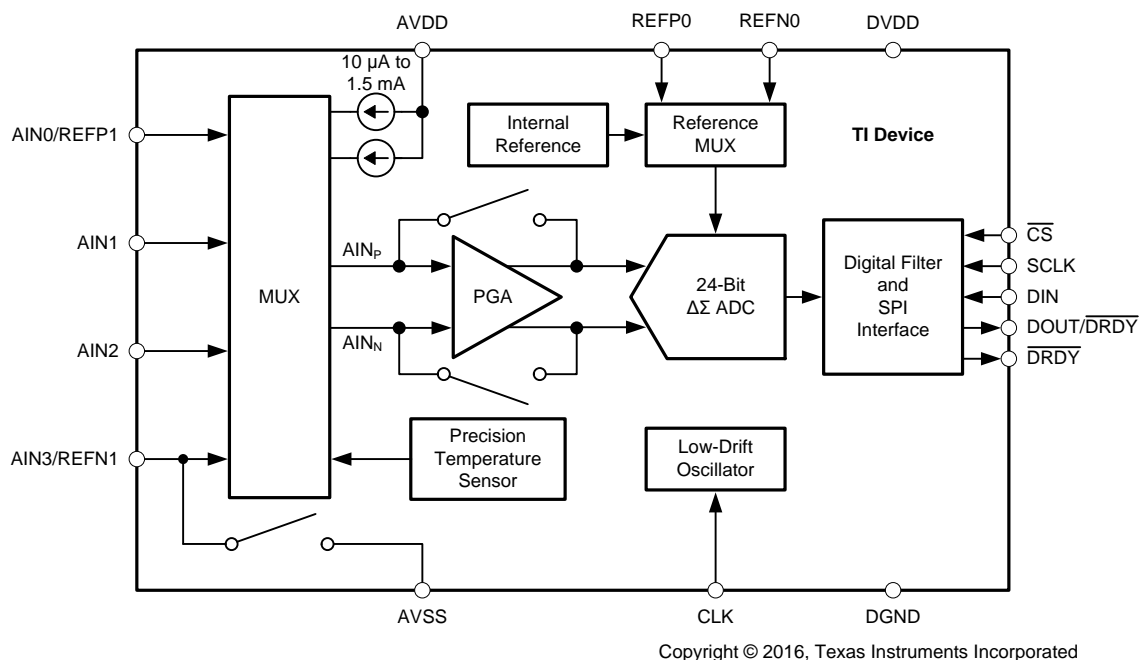 AVDD
REFP0
REFN0
DVDD
10 µA to
1.5 mA
AIN0/REFP1
Internal
Reference
Reference
MUX
TI Device
AIN1
AINP
MUX
PGA
24-Bit
ΔΣ ADC
Digital Filter
and
SPI
Interface
CS
SCLK
DIN
DOUT/DRDY
DRDY
AIN2
AINN
AIN3/REFN1
Precision
Temperature
Sensor
Low-Drift
Oscillator
AVSS
CLK
DGND
Copyright © 2016, Texas Instruments Incorporated